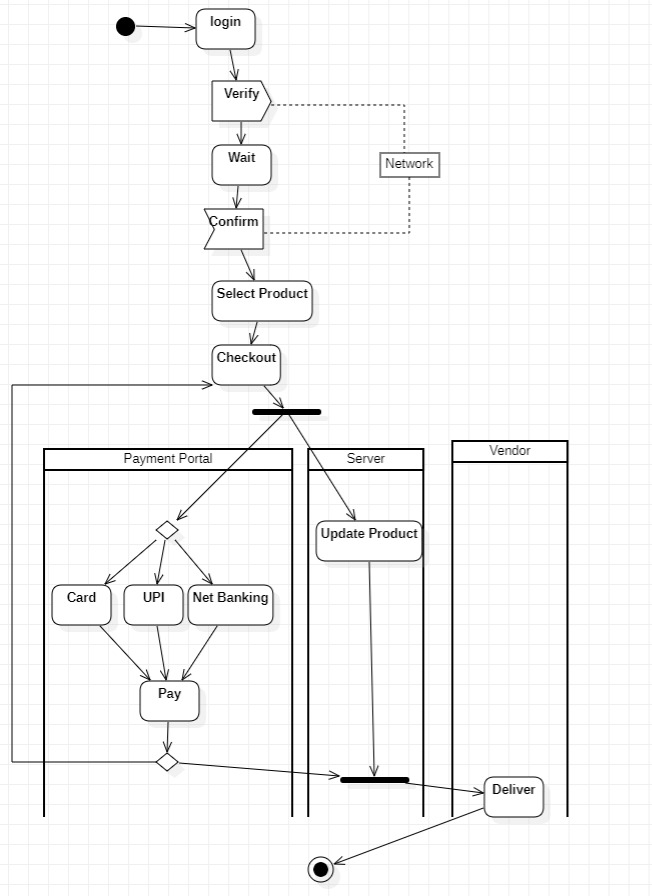 login
Verify
Wait
Network
Confirm
Select Product
Checkout
Payment Portal
Server
Vendor
Update Product
Card
UPI
Net Banking
Pay
Deliver